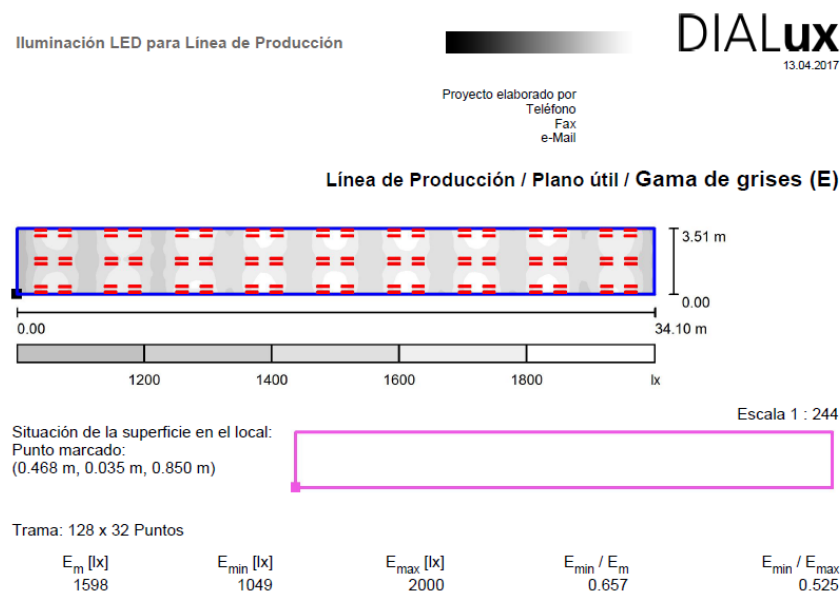 Iluminación LED para Línea de Producción
DIALux
13.04.2017
Proyecto elaborado por
Teléfono
Fax
e-Mail
Línea de Producción / Plano útil / Gama de grises (E)
3.51 m
0.00
0.00
34.10 m
1200 1400 1600 1800 lx
Escala 1 : 244
Situación de la superficie en el local:
Punto marcado:
(0.468 m, 0.035 m, 0.850 m)
Trama: 128 x 32 Puntos
Em [lx] Emin [lx] Emax [lx] Emin / Em Emin / Emax
1598 1049 2000 0.657 0.525